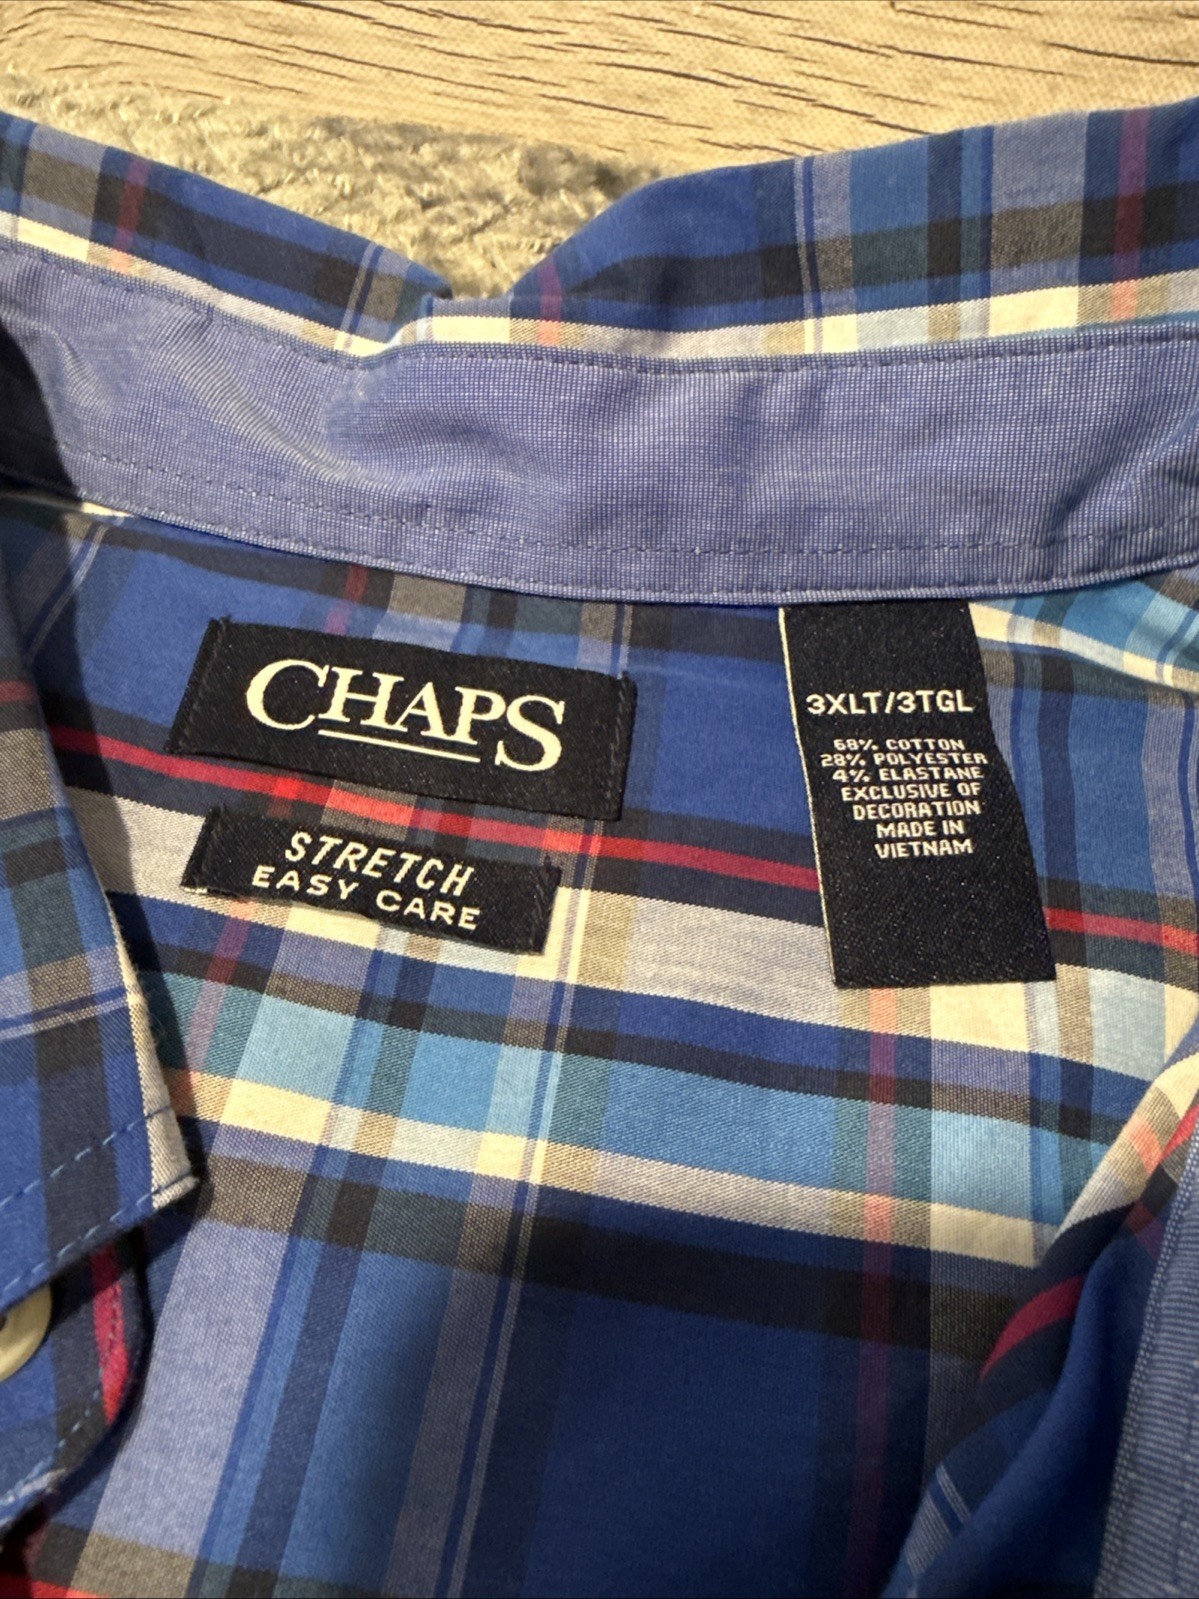 CHAPS
STRETCH
EASY CARE
3XLT/3TGL
68% COTTON
28% POLYESTER
4% ELASTANE
EXCLUSIVE OF
DECORATION
MADE IN
VIETNAM